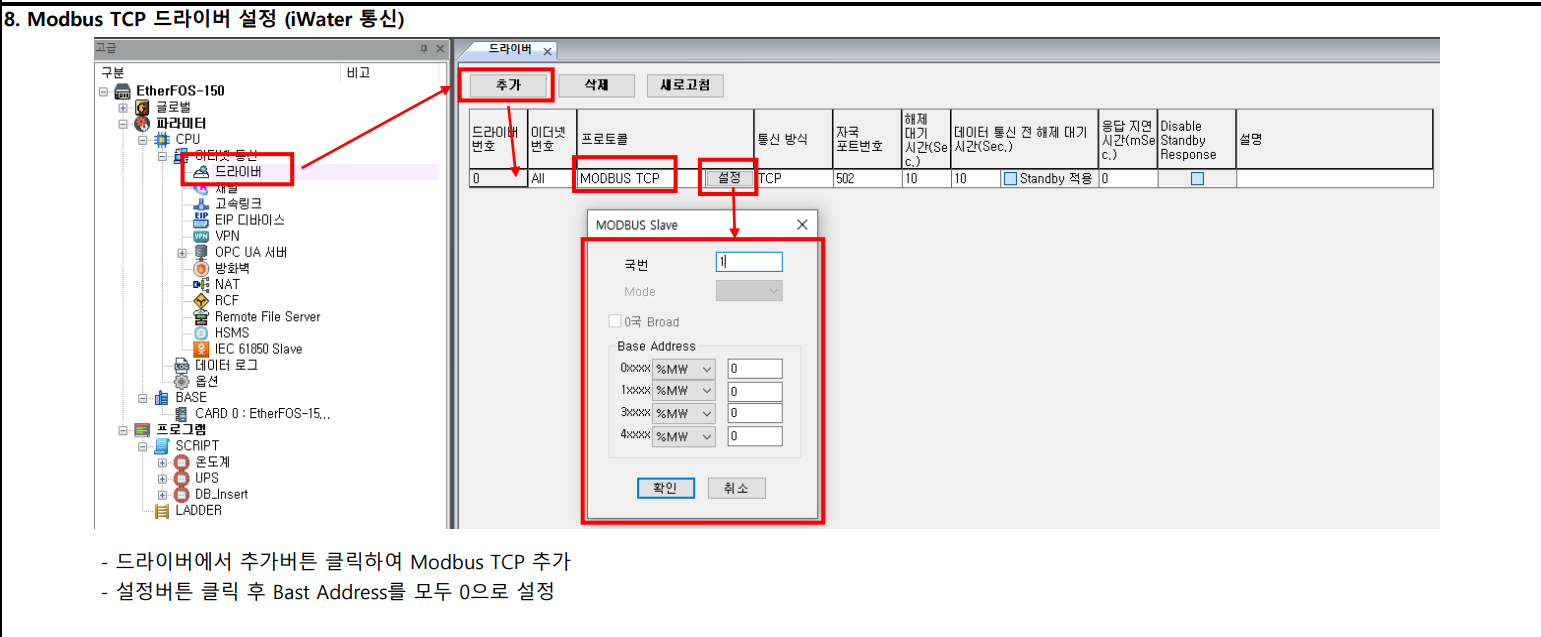 8. Modbus TCP 드라이버 설정 (iWater 통신)
고급
구분 비고
EtherFOS-150
글로벌
파라미터
CPU
이더넷 통신
드라이버
채널
고속링크
EIP 디바이스
VPN
OPC UA 서버
방화벽
NAT
RCF
Remote File Server
HSMS
IEC 61850 Slave
데이터 로그
옵션
BASE
CARD 0 : EtherFOS-15...
프로그램
SCRIPT
온도계
UPS
DB_Insert
LADDER
드라이버
추가 삭제 새로고침
드라이버 번호 이더넷 번호 프로토콜 통신 방식 자국 포트번호 해제 대기 시간(Sec.) 데이터 통신 전 해제 대기 시간(Sec.) 응답 지연 시간(mSec.) Disable Standby Response 설명
0 All MODBUS TCP 설정 TCP 502 10 10 Standby 적용 0
MODBUS Slave
국번 1
Mode
0국 Broad
Base Address
0xxxx %MW 0
1xxxx %MW 0
3xxxx %MW 0
4xxxx %MW 0
확인 취소
- 드라이버에서 추가버튼 클릭하여 Modbus TCP 추가
- 설정버튼 클릭 후 Bast Address를 모두 0으로 설정